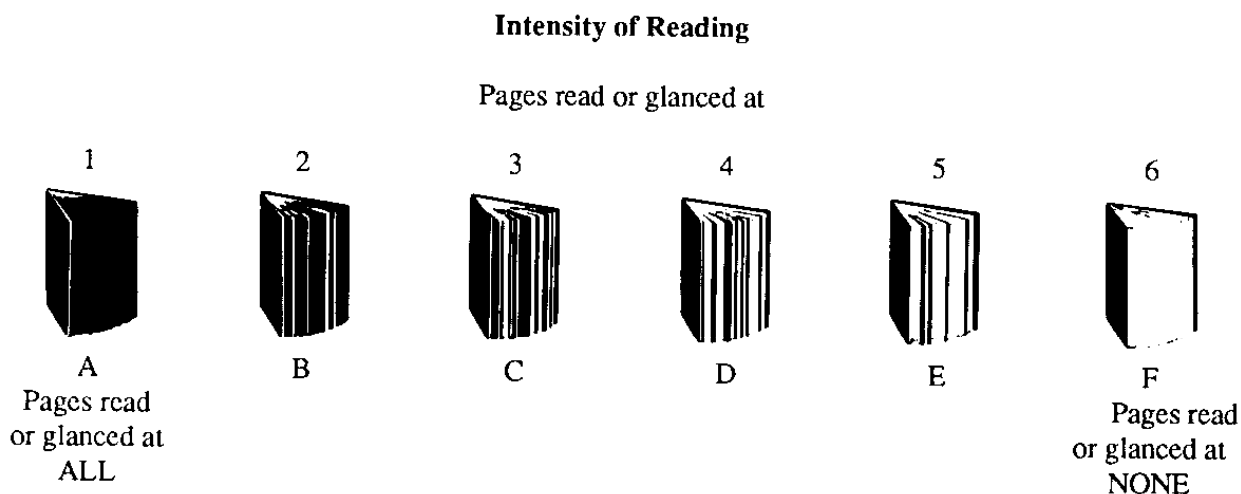 Intensity of Reading
Pages read or glanced at
1 2 3 4 5 6
A B C D E F
Pages read
or glanced at
ALL
Pages read
or glanced at
NONE